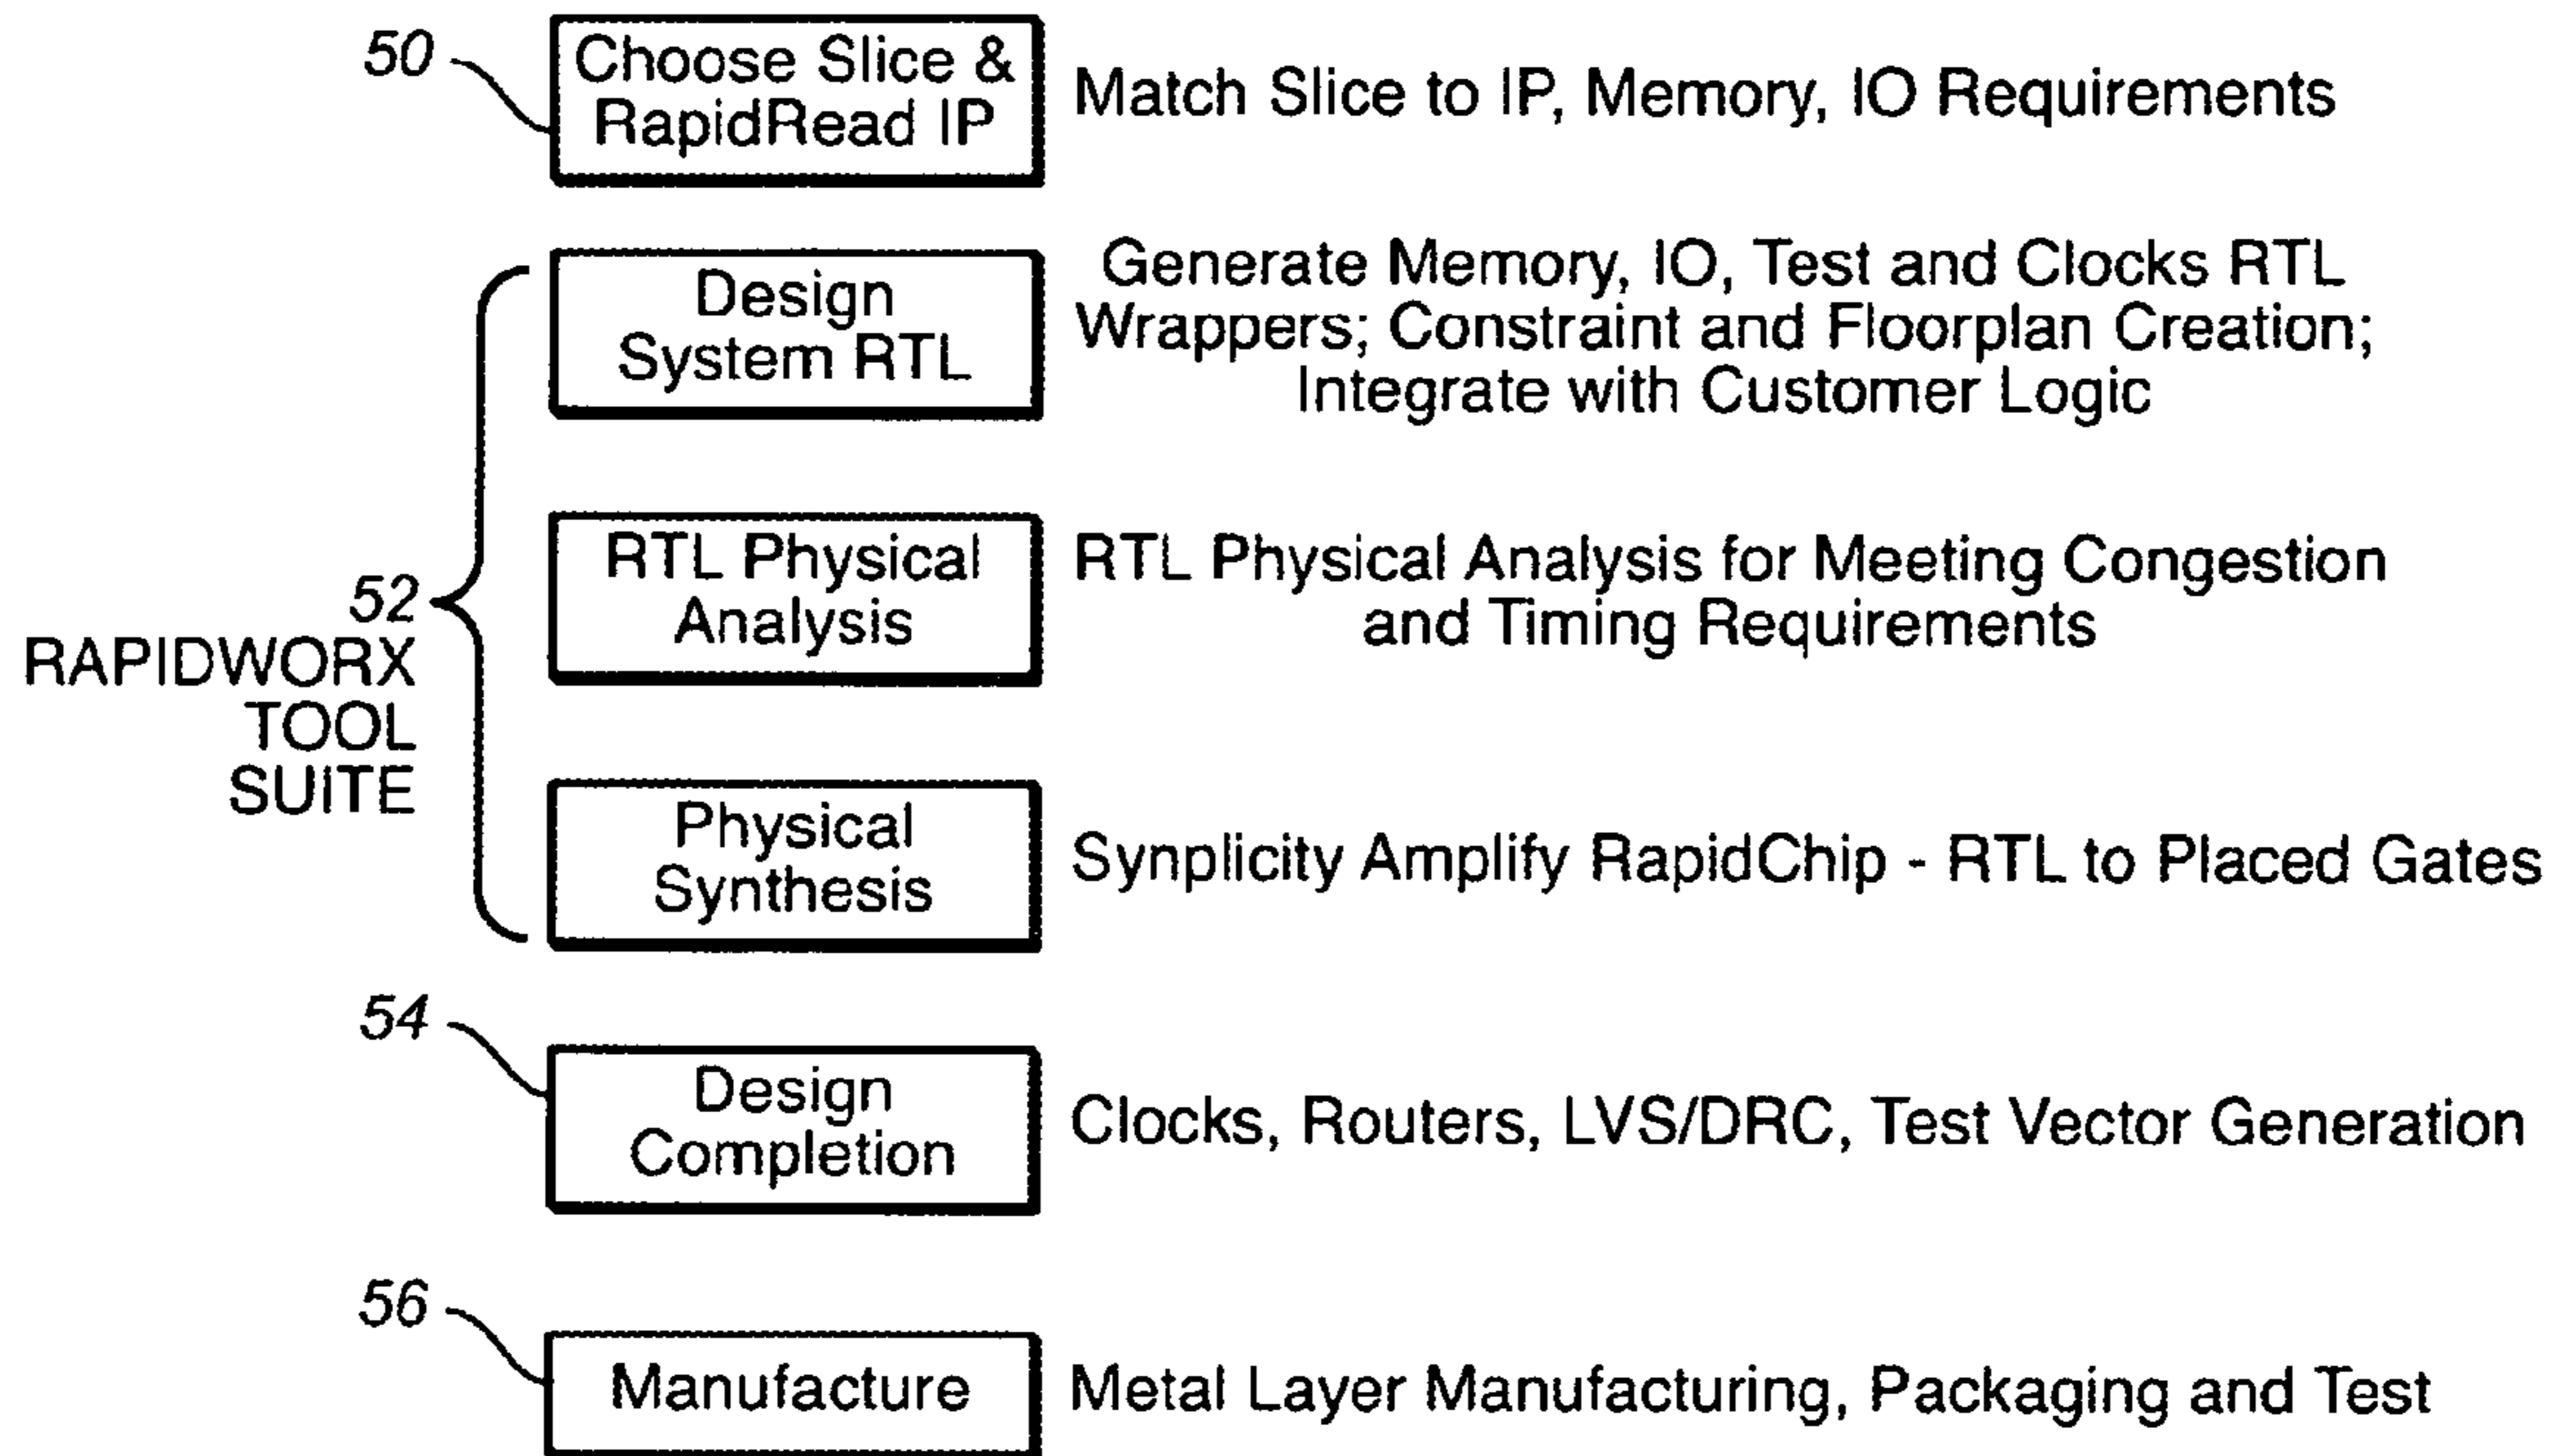 50
Choose Slice &
RapidRead IP
Match Slice to IP, Memory, IO Requirements
Design
System RTL
Generate Memory, IO, Test and Clocks RTL
Wrappers; Constraint and Floorplan Creation;
Integrate with Customer Logic
52
RAPIDWORX
TOOL
SUITE
RTL Physical
Analysis
RTL Physical Analysis for Meeting Congestion
and Timing Requirements
Physical
Synthesis
Synplicity Amplify RapidChip - RTL to Placed Gates
54
Design
Completion
Clocks, Routers, LVS/DRC, Test Vector Generation
56
Manufacture
Metal Layer Manufacturing, Packaging and Test